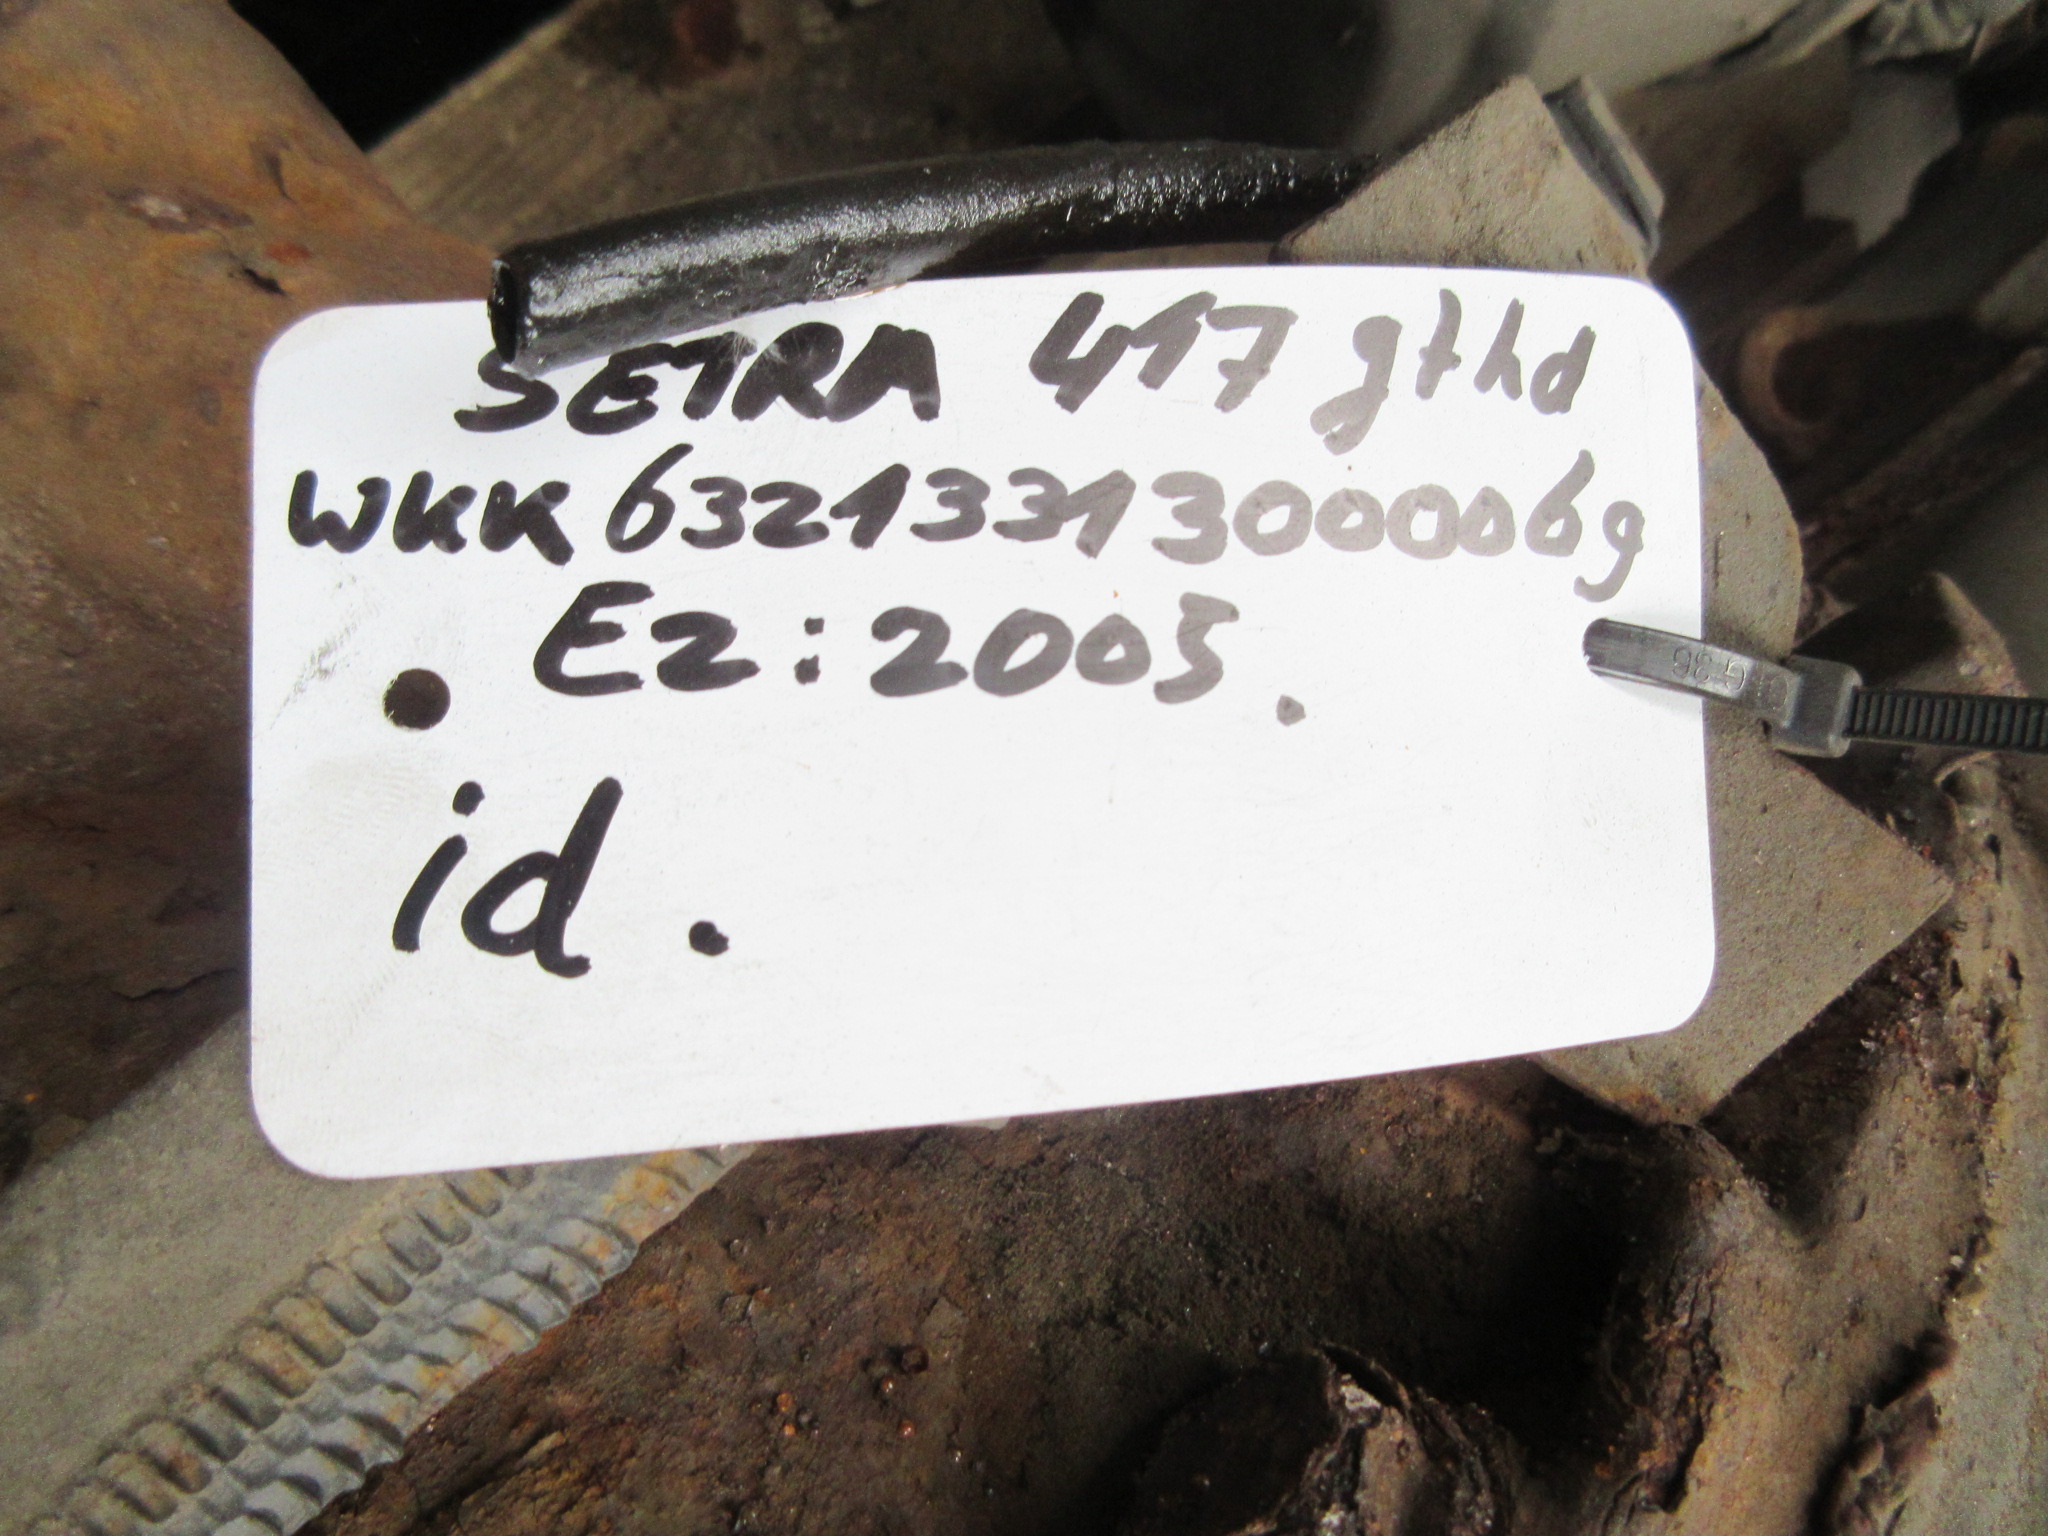 SETRA 417 gthd
WKK63213313000069
EZ: 2005.
id.